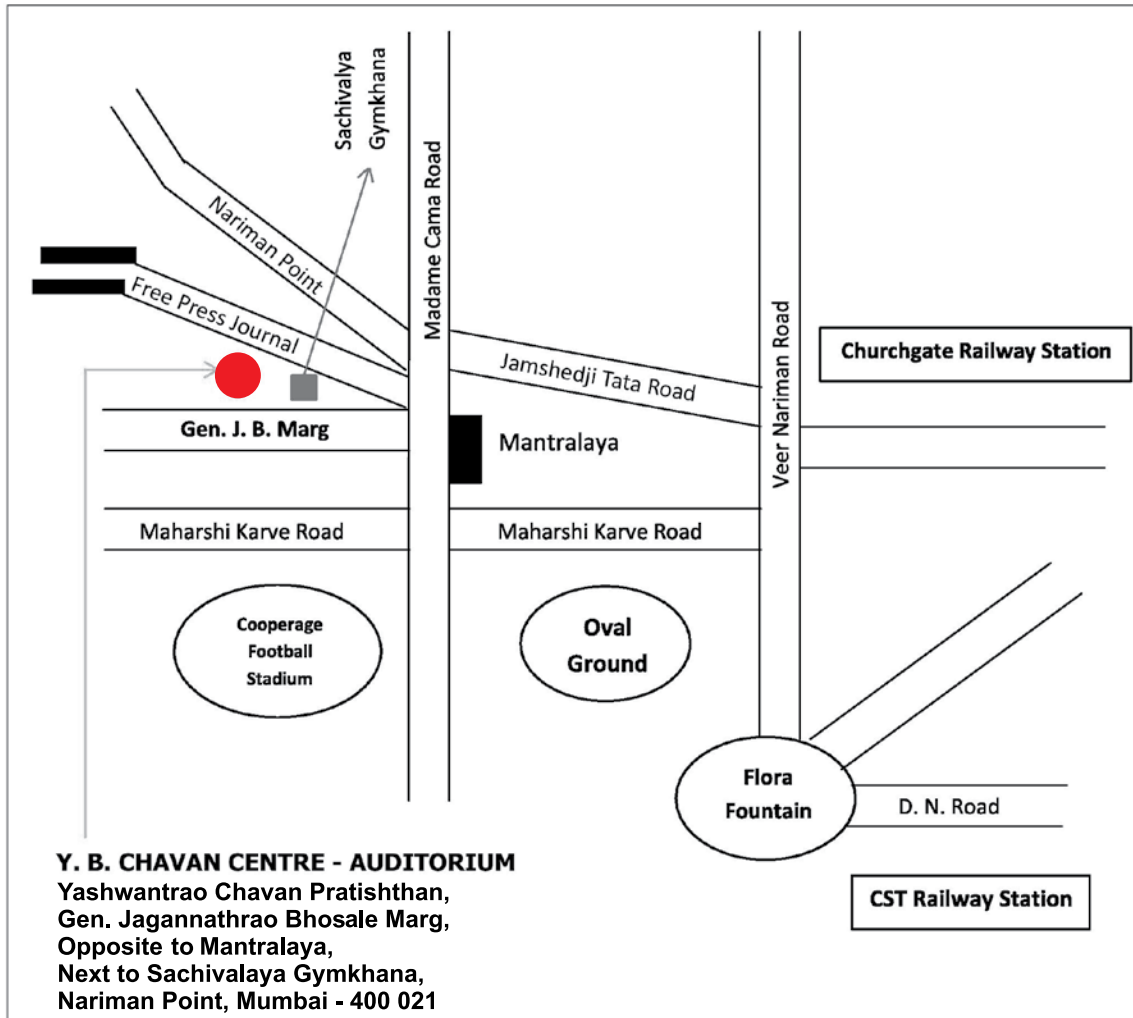 Sachivalya
Gymkhana
Madame Cama Road
Nariman Point
Free Press Journal
Jamshedji Tata Road
Veer Nariman Road
Churchgate Railway Station
Gen. J. B. Marg
Mantralaya
Maharshi Karve Road
Maharshi Karve Road
Cooperage
Football
Stadium
Oval
Ground
Flora
Fountain
D. N. Road
CST Railway Station
Y. B. CHAVAN CENTRE - AUDITORIUM
Yashwantrao Chavan Pratishthan,
Gen. Jagannathrao Bhosale Marg,
Opposite to Mantralaya,
Next to Sachivalaya Gymkhana,
Nariman Point, Mumbai - 400 021